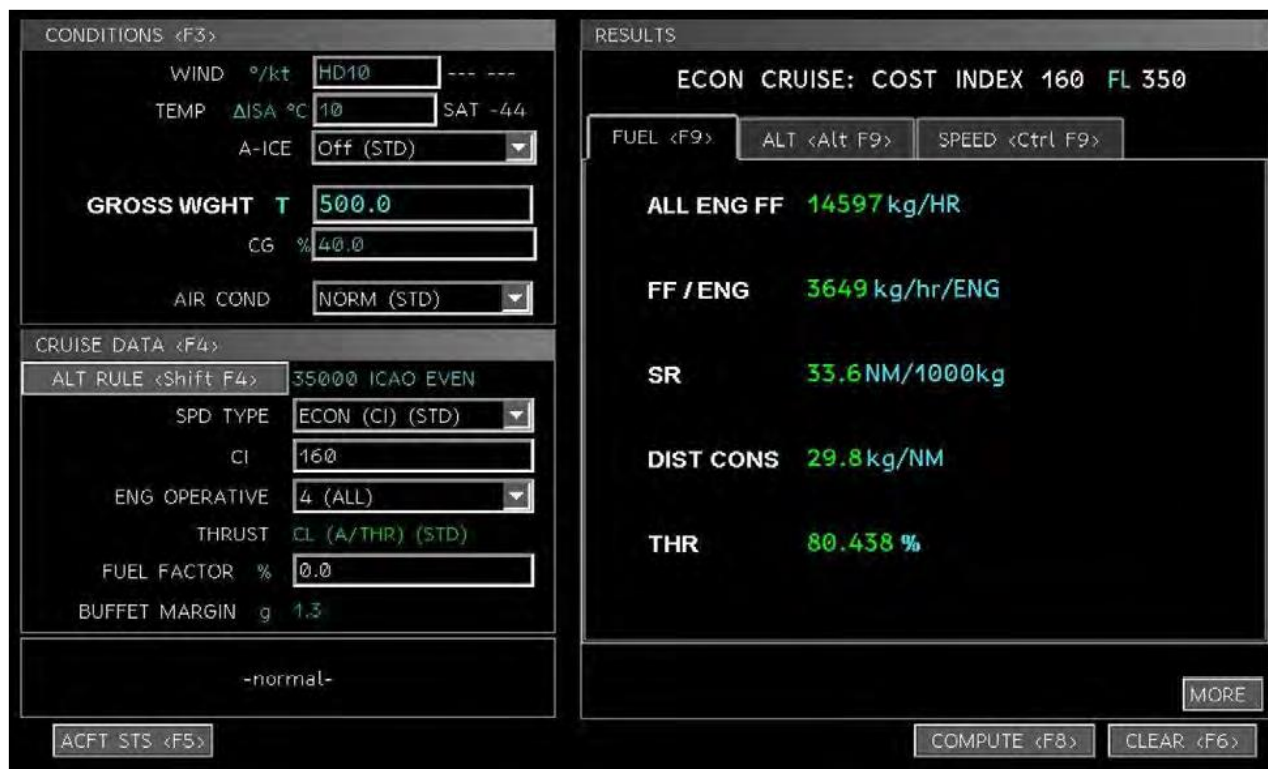 CONDITIONS <F3>
WIND °/kt HD10 --- ---
TEMP ΔISA °C 10 SAT -44
A-ICE Off (STD)
GROSS WGHT T 500.0
CG % 40.0
AIR COND NORM (STD)
CRUISE DATA <F4>
ALT RULE <Shift F4> 35000 ICAO EVEN
SPD TYPE ECON (CI) (STD)
CI 160
ENG OPERATIVE 4 (ALL)
THRUST CL (A/THR) (STD)
FUEL FACTOR % 0.0
BUFFET MARGIN g 1.3
-normal-
ACFT STS <F5>
RESULTS
ECON CRUISE: COST INDEX 160 FL 350
FUEL <F9> ALT <Alt F9> SPEED <Ctrl F9>
ALL ENG FF 14597 kg/HR
FF / ENG 3649 kg/hr/ENG
SR 33.6 NM/1000kg
DIST CONS 29.8 kg/NM
THR 80.438 %
MORE
COMPUTE <F8> CLEAR <F6>